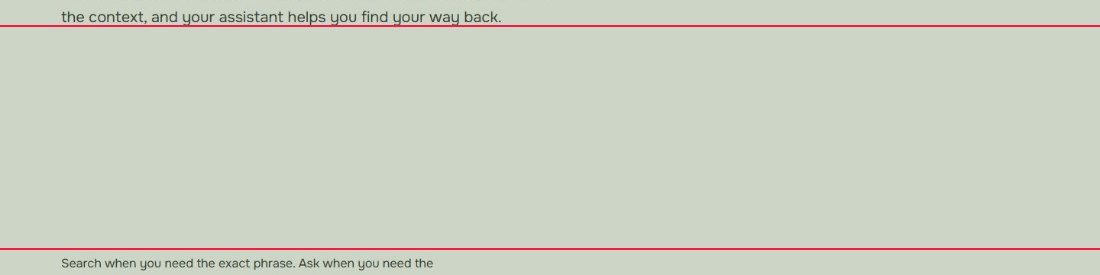 the context, and your assistant helps you find your way back.
Search when you need the exact phrase. Ask when you need the